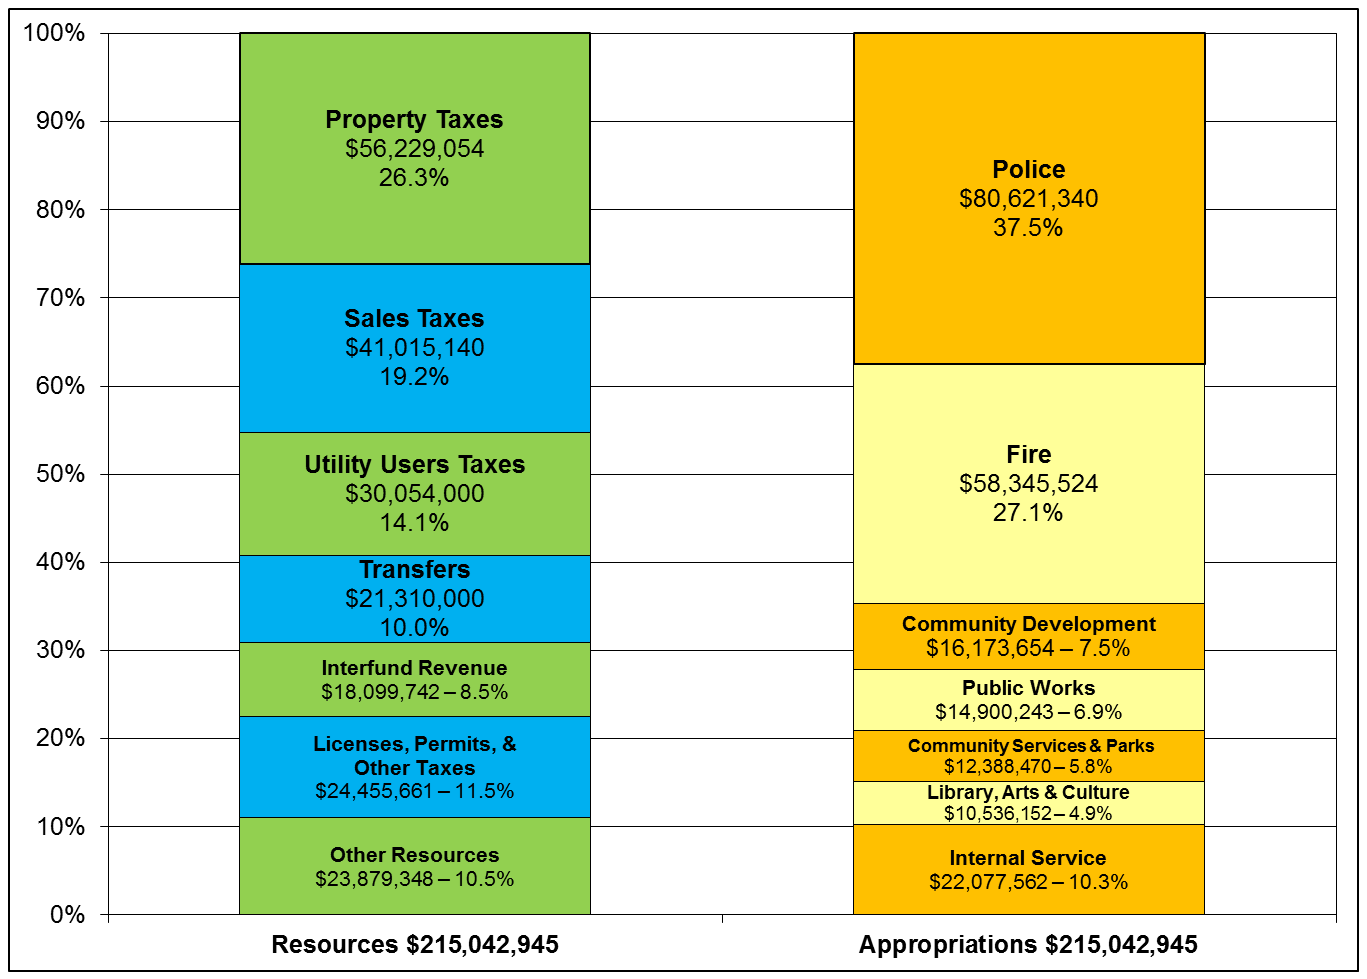 100%
90%
80%
70%
60%
50%
40%
30%
20%
10%
0%
Property Taxes
$56,229,054
26.3%
Sales Taxes
$41,015,140
19.2%
Utility Users Taxes
$30,054,000
14.1%
Transfers
$21,310,000
10.0%
Interfund Revenue
$18,099,742 – 8.5%
Licenses, Permits, &
Other Taxes
$24,455,661 – 11.5%
Other Resources
$23,879,348 – 10.5%
Police
$80,621,340
37.5%
Fire
$58,345,524
27.1%
Community Development
$16,173,654 – 7.5%
Public Works
$14,900,243 – 6.9%
Community Services & Parks
$12,388,470 – 5.8%
Library, Arts & Culture
$10,536,152 – 4.9%
Internal Service
$22,077,562 – 10.3%
Resources $215,042,945
Appropriations $215,042,945